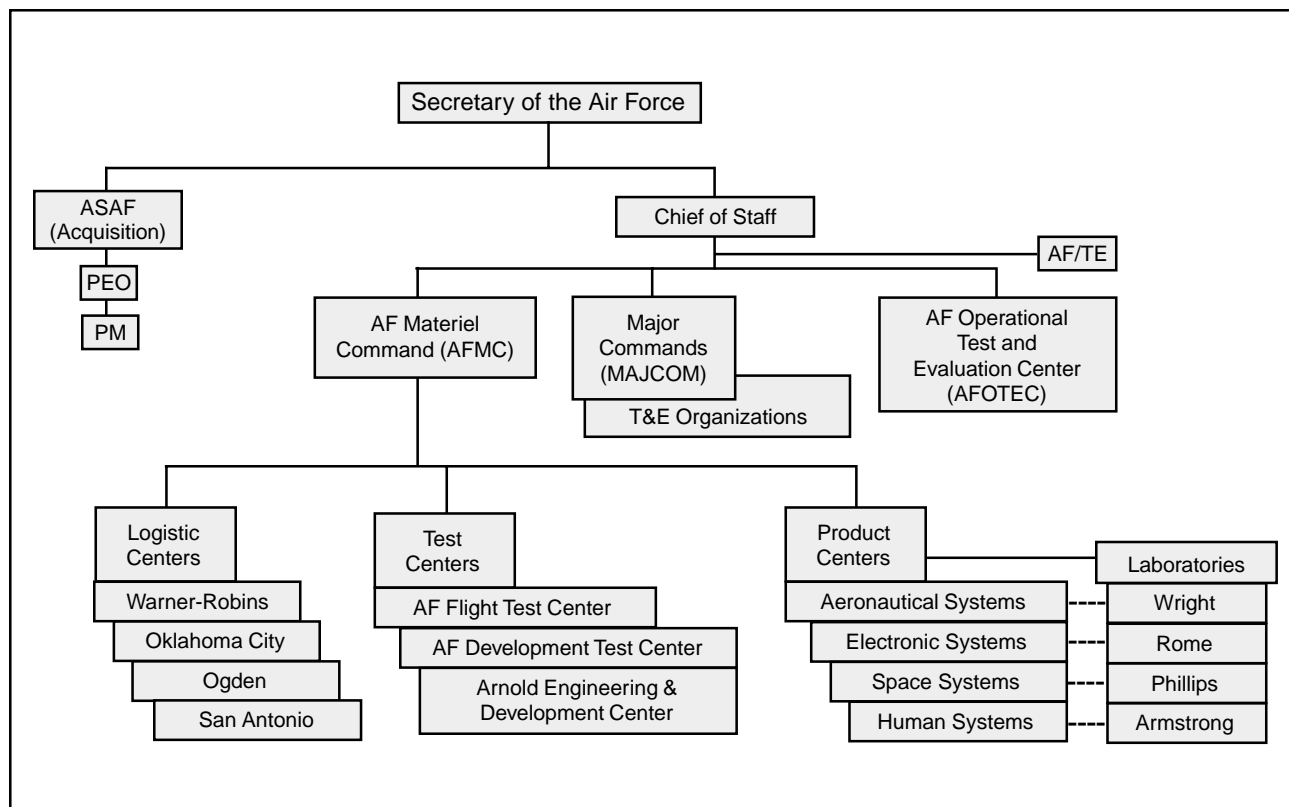 Secretary of the Air Force
ASAF
(Acquisition)
PEO
PM
Chief of Staff
AF/TE
AF Materiel
Command (AFMC)
Major
Commands
(MAJCOM)
T&E Organizations
AF Operational
Test and
Evaluation Center
(AFOTEC)
Logistic
Centers
Warner-Robins
Oklahoma City
Ogden
San Antonio
Test
Centers
AF Flight Test Center
AF Development Test Center
Arnold Engineering &
Development Center
Product
Centers
Aeronautical Systems
Electronic Systems
Space Systems
Human Systems
Laboratories
Wright
Rome
Phillips
Armstrong